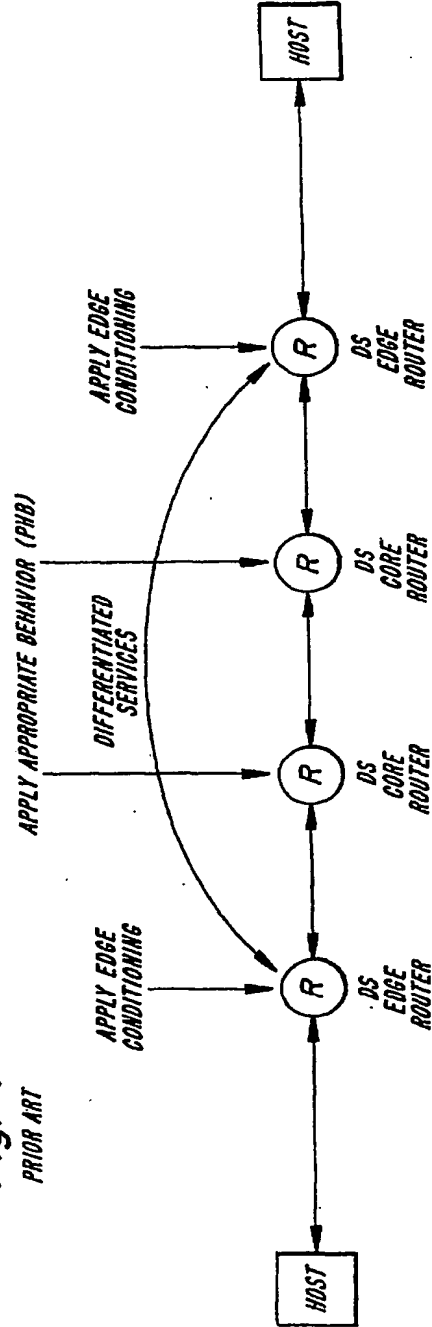 PRIOR ART
APPLY APPROPRIATE BEHAVIOR (PHB)
APPLY EDGE
CONDITIONING
DIFFERENTIATED
SERVICES
APPLY EDGE
CONDITIONING
HOST
R
R
R
R
HOST
DS
EDGE
ROUTER
DS
CORE
ROUTER
DS
CORE
ROUTER
DS
EDGE
ROUTER